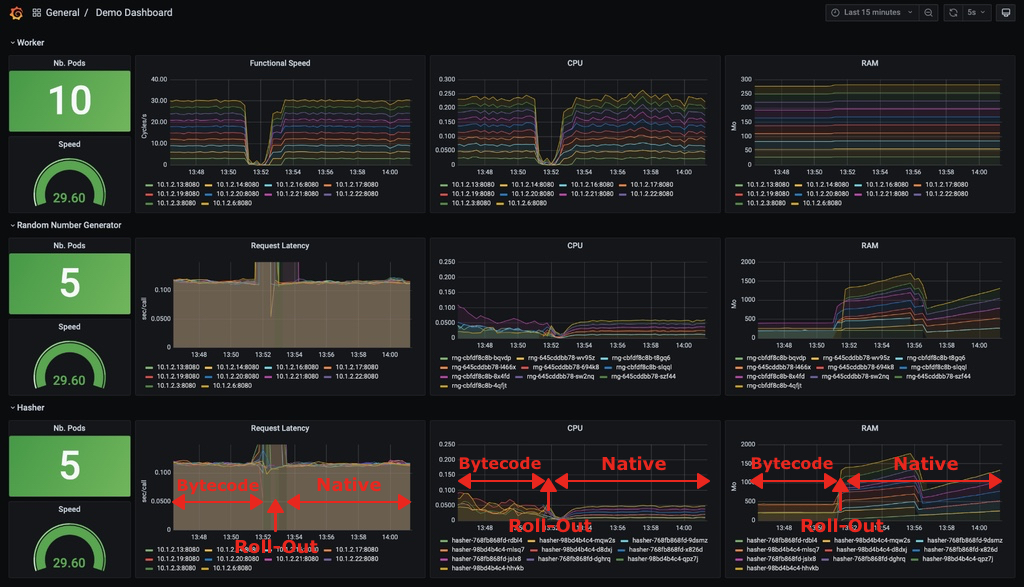 General / Demo Dashboard
Last 15 minutes
5s
Worker
Nb. Pods
10
Speed
29.60
Functional Speed
Cycles/s
40.00
30.00
20.00
10.00
0
13:48 13:50 13:52 13:54 13:56 13:58 14:00
10.1.2.13:8080 10.1.2.14:8080 10.1.2.16:8080 10.1.2.17:8080
10.1.2.19:8080 10.1.2.20:8080 10.1.2.21:8080 10.1.2.22:8080
10.1.2.3:8080 10.1.2.6:8080
CPU
0.300
0.250
0.200
0.150
0.100
0.0500
0
13:48 13:50 13:52 13:54 13:56 13:58 14:00
10.1.2.13:8080 10.1.2.14:8080 10.1.2.16:8080 10.1.2.17:8080
10.1.2.19:8080 10.1.2.20:8080 10.1.2.21:8080 10.1.2.22:8080
10.1.2.3:8080 10.1.2.6:8080
RAM
Mo
300
250
200
150
100
50
0
13:48 13:50 13:52 13:54 13:56 13:58 14:00
10.1.2.13:8080 10.1.2.14:8080 10.1.2.16:8080 10.1.2.17:8080
10.1.2.19:8080 10.1.2.20:8080 10.1.2.21:8080 10.1.2.22:8080
10.1.2.3:8080 10.1.2.6:8080
Random Number Generator
Nb. Pods
5
Speed
29.60
Request Latency
sec/call
0.100
0.0500
0
13:48 13:50 13:52 13:54 13:56 13:58 14:00
10.1.2.13:8080 10.1.2.14:8080 10.1.2.16:8080 10.1.2.17:8080
10.1.2.19:8080 10.1.2.20:8080 10.1.2.21:8080 10.1.2.22:8080
10.1.2.3:8080 10.1.2.6:8080
CPU
0.250
0.200
0.150
0.100
0.0500
0
13:48 13:50 13:52 13:54 13:56 13:58 14:00
rng-cbfdf8c8b-bqvdp rng-645cddbb78-wv95z rng-cbfdf8c8b-t8gq6
rng-645cddbb78-l466x rng-645cddbb78-694k8 rng-cbfdf8c8b-slqql
rng-cbfdf8c8b-8x4fd rng-645cddbb78-sw2nq rng-645cddbb78-szf44
rng-cbfdf8c8b-4qfjt
RAM
Mo
2000
1500
1000
500
0
13:48 13:50 13:52 13:54 13:56 13:58 14:00
rng-cbfdf8c8b-bqvdp rng-645cddbb78-wv95z rng-cbfdf8c8b-t8gq6
rng-645cddbb78-l466x rng-645cddbb78-694k8 rng-cbfdf8c8b-slqql
rng-cbfdf8c8b-8x4fd rng-645cddbb78-sw2nq rng-645cddbb78-szf44
rng-cbfdf8c8b-4qfjt
Hasher
Nb. Pods
5
Speed
29.60
Request Latency
sec/call
0.100
0.0500
0
Bytecode Native
Roll-Out
13:48 13:50 13:54 13:56 13:58 14:00
10.1.2.13:8080 10.1.2.17:8080
10.1.2.19:8080 10.1.2.20:8080 10.1.2.21:8080 10.1.2.22:8080
10.1.2.3:8080 10.1.2.6:8080
CPU
0.250
0.200
0.150
0.100
0.0500
0
Bytecode Native
Roll-Out
13:48 13:54 13:56 13:58 14:00
hasher-768fb868fd-rdbl4 hasher-98bd4b4c4-mqw2s hasher-768fb868fd-9dsmz
hasher-98bd4b4c4-mlsq7 hasher-98bd4b4c4-d8dxj hasher-768fb868fd-x826d
hasher-768fb868fd-jslx8 hasher-768fb868fd-dghrq hasher-98bd4b4c4-qpz7j
hasher-98bd4b4c4-hhvkb
RAM
Mo
2000
1500
1000
500
0
Bytecode Native
Roll-Out
13:48 13:54 13:56 13:58 14:00
hasher-768fb868fd-rdbl4 hasher-98bd4b4c4-mqw2s hasher-768fb868fd-9dsmz
hasher-98bd4b4c4-mlsq7 hasher-98bd4b4c4-d8dxj hasher-768fb868fd-x826d
hasher-768fb868fd-jslx8 hasher-768fb868fd-dghrq hasher-98bd4b4c4-qpz7j
hasher-98bd4b4c4-hhvkb